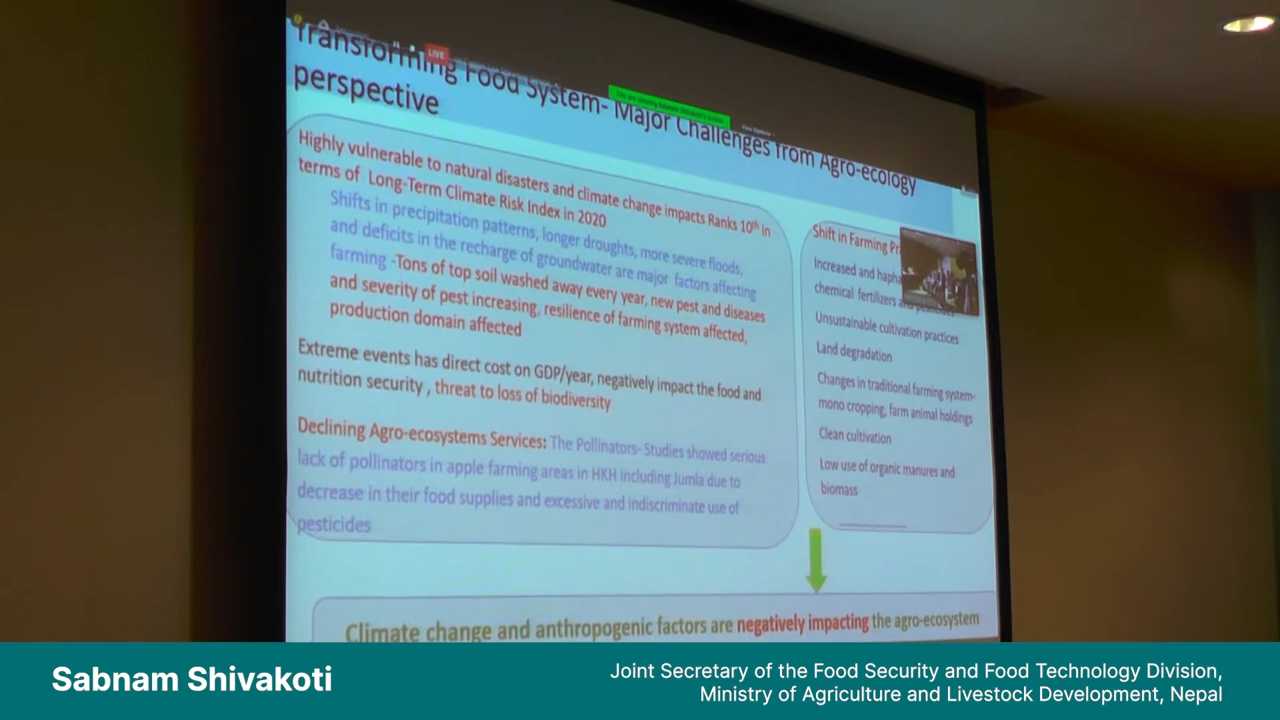 LIVE
You are viewing Sabnam Shivakoti's screen
View Options
Transforming Food System- Major Challenges from Agro-ecology
perspective
Highly vulnerable to natural disasters and climate change impacts Ranks 10th in
terms of Long-Term Climate Risk Index in 2020
Shifts in precipitation patterns, longer droughts, more severe floods,
and deficits in the recharge of groundwater are major factors affecting
farming -Tons of top soil washed away every year, new pest and diseases
and severity of pest increasing, resilience of farming system affected,
production domain affected
Extreme events has direct cost on GDP/year, negatively impact the food and
nutrition security , threat to loss of biodiversity
Declining Agro-ecosystems Services: The Pollinators- Studies showed serious
lack of pollinators in apple farming areas in HKH including Jumla due to
decrease in their food supplies and excessive and indiscriminate use of
pesticides
Shift in Farming
Increased and
chemical fertilizers
Unsustainable cultivation practices
Land degradation
Changes in traditional farming system-
mono cropping, farm animal holdings
Clean cultivation
Low use of organic manures and
biomass
Climate change and anthropogenic factors are negatively impacting the agro-ecosystem
Sabnam Shivakoti
Joint Secretary of the Food Security and Food Technology Division,
Ministry of Agriculture and Livestock Development, Nepal